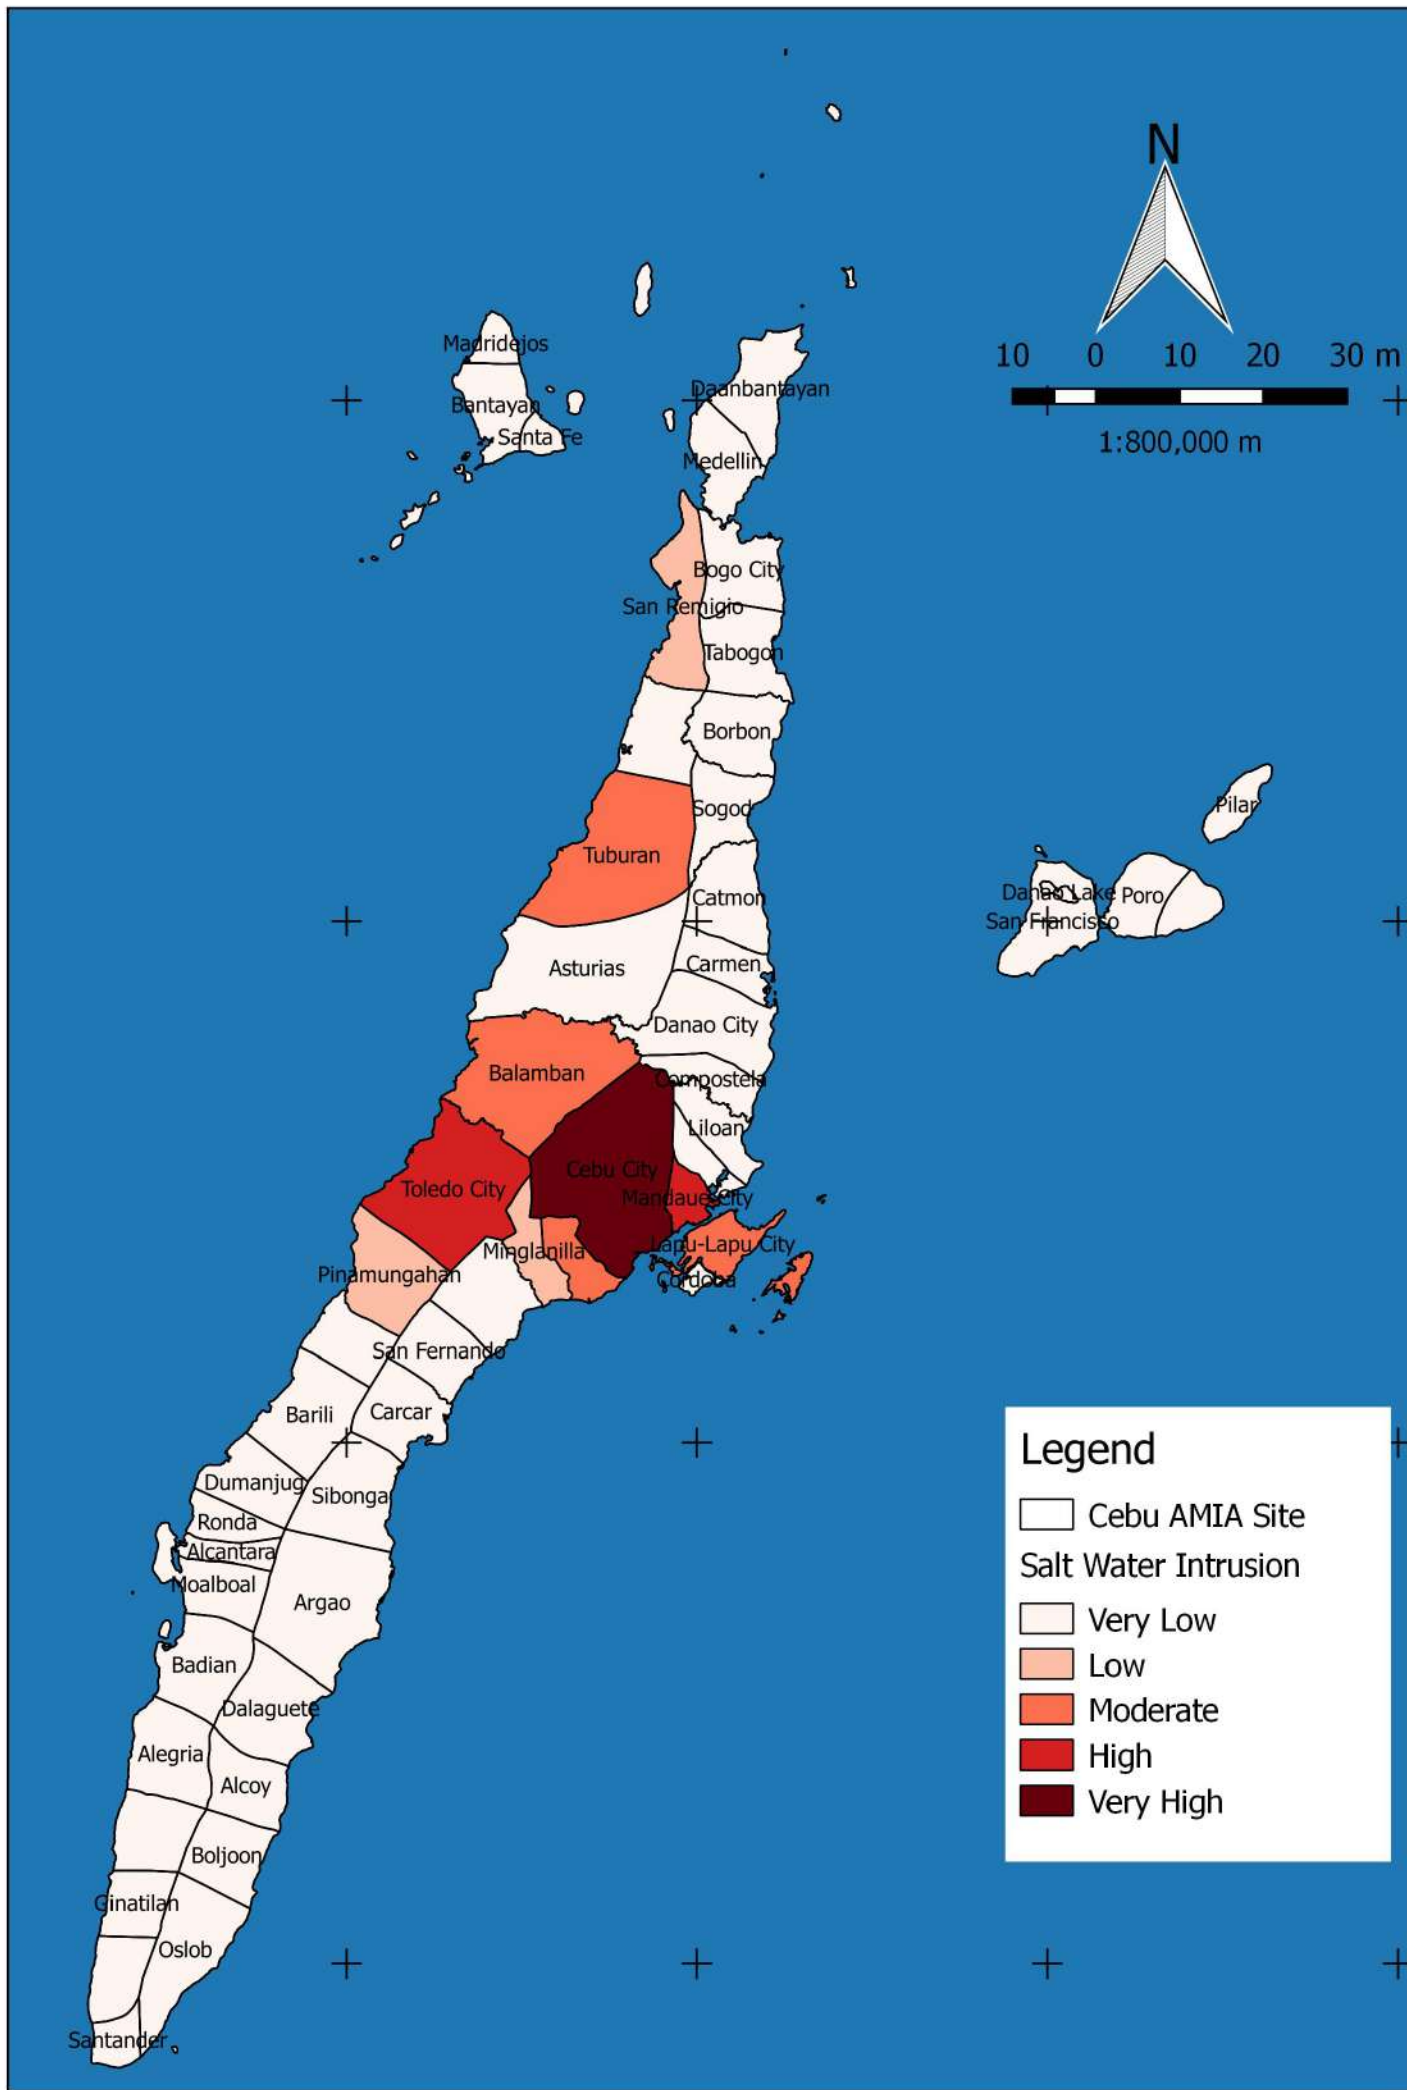 N
10 0 10 20 30 m
1:800,000 m
Madridejos
Bantayan
Santa Fe
Daanbantayan
Medellin
Bogo City
San Remigio
Tabogon
Borbon
Sogod
Pilar
Tuburan
Catmon
Danao Lake
Poro
San Francisco
Asturias
Carmen
Danao City
Balamban
Compostela
Liloan
Cebu City
Toledo City
Mandaue City
Minglanilla
Lapu-Lapu City
Pinamungahan
Cordoba
San Fernando
Barili
Carcar
Dumanjug
Sibonga
Ronda
Alcantara
Moalboal
Argao
Badian
Dalaguete
Alegria
Alcoy
Boljoon
Ginatilan
Oslob
Santander
Legend
Cebu AMIA Site
Salt Water Intrusion
Very Low
Low
Moderate
High
Very High